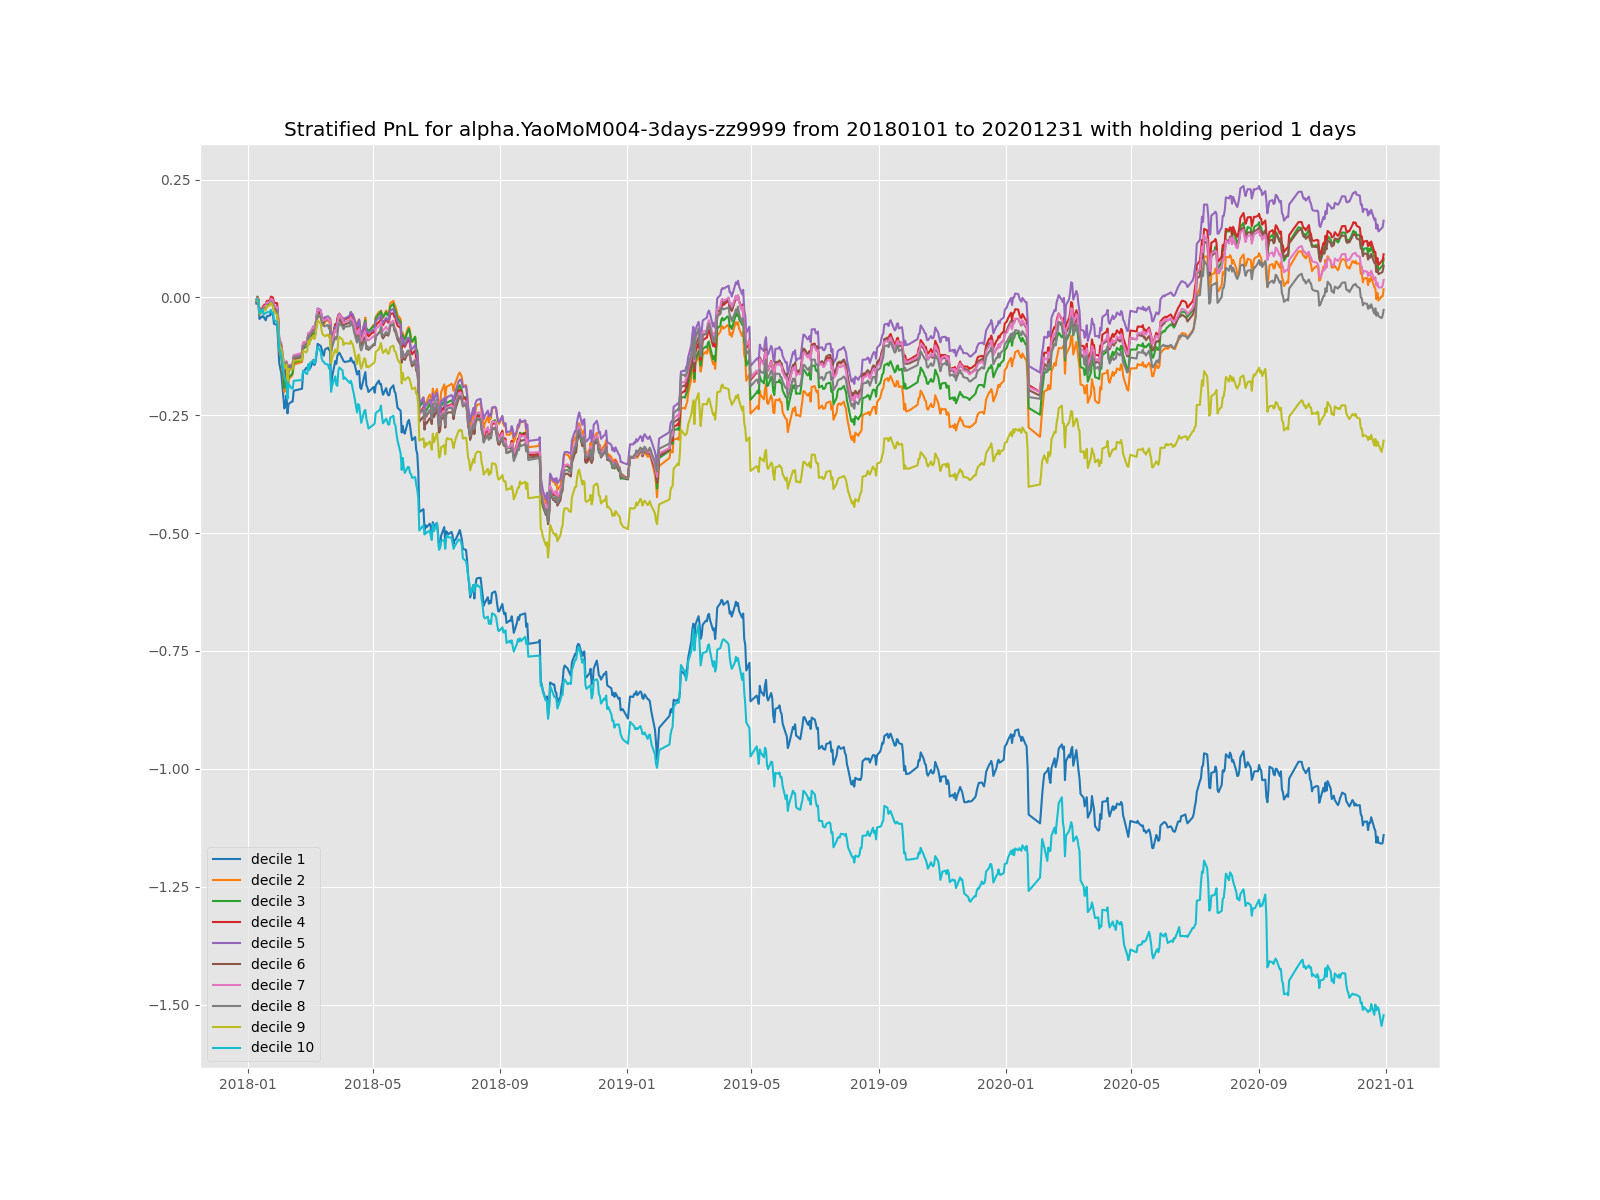 Stratified PnL for alpha.YaoMoM004-3days-zz9999 from 20180101 to 20201231 with holding period 1 days
0.25
0.00
−0.25
−0.50
−0.75
−1.00
−1.25
−1.50
decile 1
decile 2
decile 3
decile 4
decile 5
decile 6
decile 7
decile 8
decile 9
decile 10
2018-01 2018-05 2018-09 2019-01 2019-05 2019-09 2020-01 2020-05 2020-09 2021-01